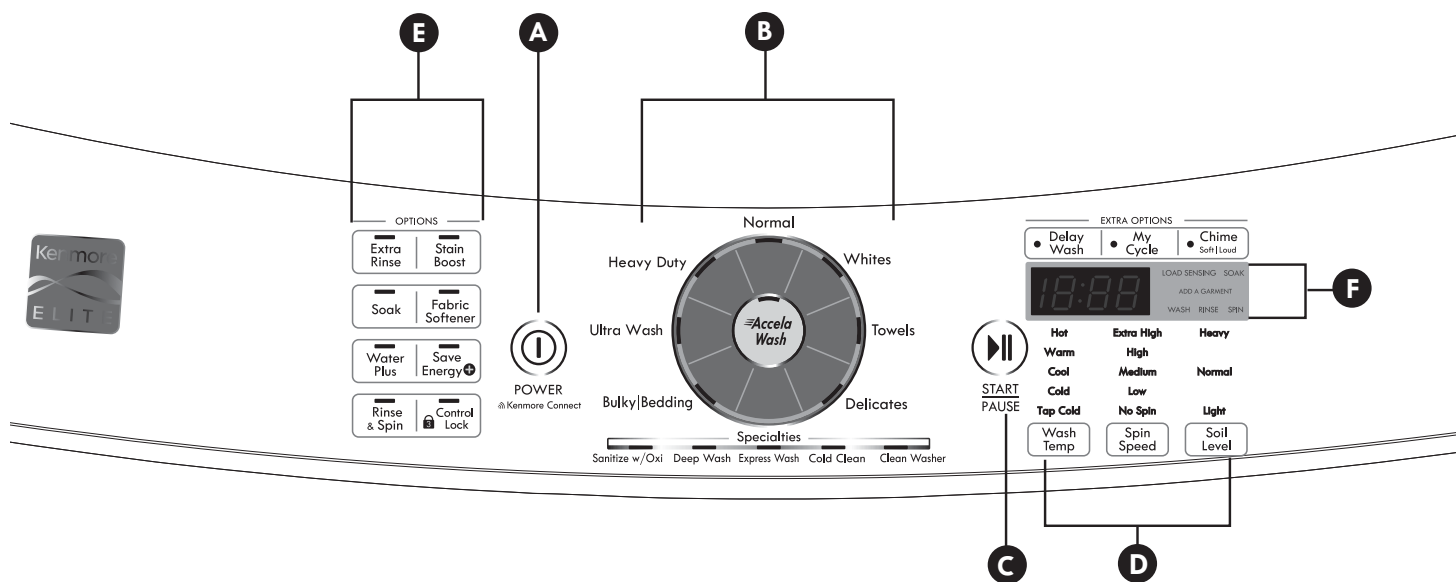 E
A
B
OPTIONS
Extra
Rinse
Stain
Boost
Soak
Fabric
Softener
Water
Plus
Save
Energy
Rinse
& Spin
Control
Lock
3
Kenmore
ELITE
POWER
Kenmore Connect
Normal
Heavy Duty
Whites
Ultra Wash
Accela
Wash
Towels
Bulky|Bedding
Delicates
Specialties
Sanitize w/Oxi Deep Wash Express Wash Cold Clean Clean Washer
START
PAUSE
EXTRA OPTIONS
Delay
Wash
My
Cycle
Chime
Soft|Loud
18:88
LOAD SENSING SOAK
ADD A GARMENT
WASH RINSE SPIN
F
Hot
Warm
Cool
Cold
Tap Cold
Wash
Temp
Extra High
High
Medium
Low
No Spin
Spin
Speed
Heavy
Normal
Light
Soil
Level
C
D